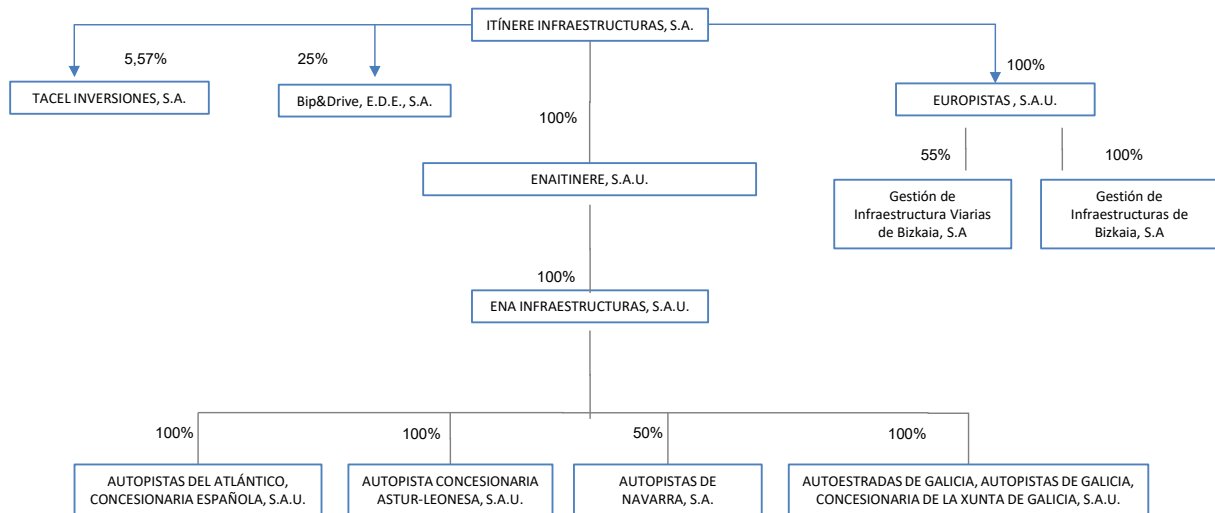 ITÍNERE INFRAESTRUCTURAS, S.A.
5,57%
25%
100%
TACEL INVERSIONES, S.A.
Bip&Drive, E.D.E., S.A.
EUROPISTAS , S.A.U.
100%
55%
100%
ENAITINERE, S.A.U.
Gestión de
Infraestructura Viarias
de Bizkaia, S.A
Gestión de
Infraestructuras de
Bizkaia, S.A
100%
ENA INFRAESTRUCTURAS, S.A.U.
100%
100%
50%
100%
AUTOPISTAS DEL ATLÁNTICO,
CONCESIONARIA ESPAÑOLA, S.A.U.
AUTOPISTA CONCESIONARIA
ASTUR-LEONESA, S.A.U.
AUTOPISTAS DE
NAVARRA, S.A.
AUTOESTRADAS DE GALICIA, AUTOPISTAS DE GALICIA,
CONCESIONARIA DE LA XUNTA DE GALICIA, S.A.U.